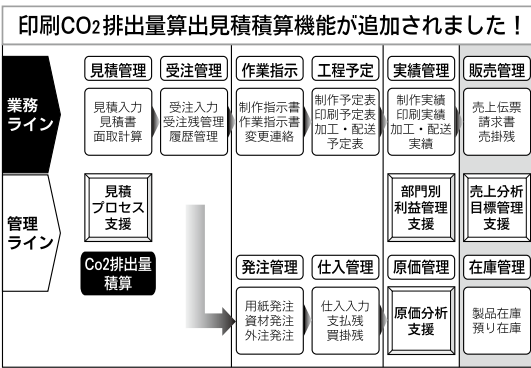 印刷CO2排出量算出見積積算機能が追加されました！
業務
ライン
見積管理
見積入力
見積書
面取計算
受注管理
受注入力
受注残管理
履歴管理
作業指示
制作指示書
作業指示書
変更連絡
工程予定
制作予定表
印刷予定表
加工・配送
予定表
実績管理
制作実績
印刷実績
加工・配送
実績
販売管理
売上伝票
請求書
売掛残
管理
ライン
見積
プロセス
支援
Co2排出量
積算
部門別
利益管理
支援
売上分析
目標管理
支援
発注管理
用紙発注
資材発注
外注発注
仕入管理
仕入入力
支払残
買掛残
原価管理
原価分析
支援
在庫管理
製品在庫
預り在庫